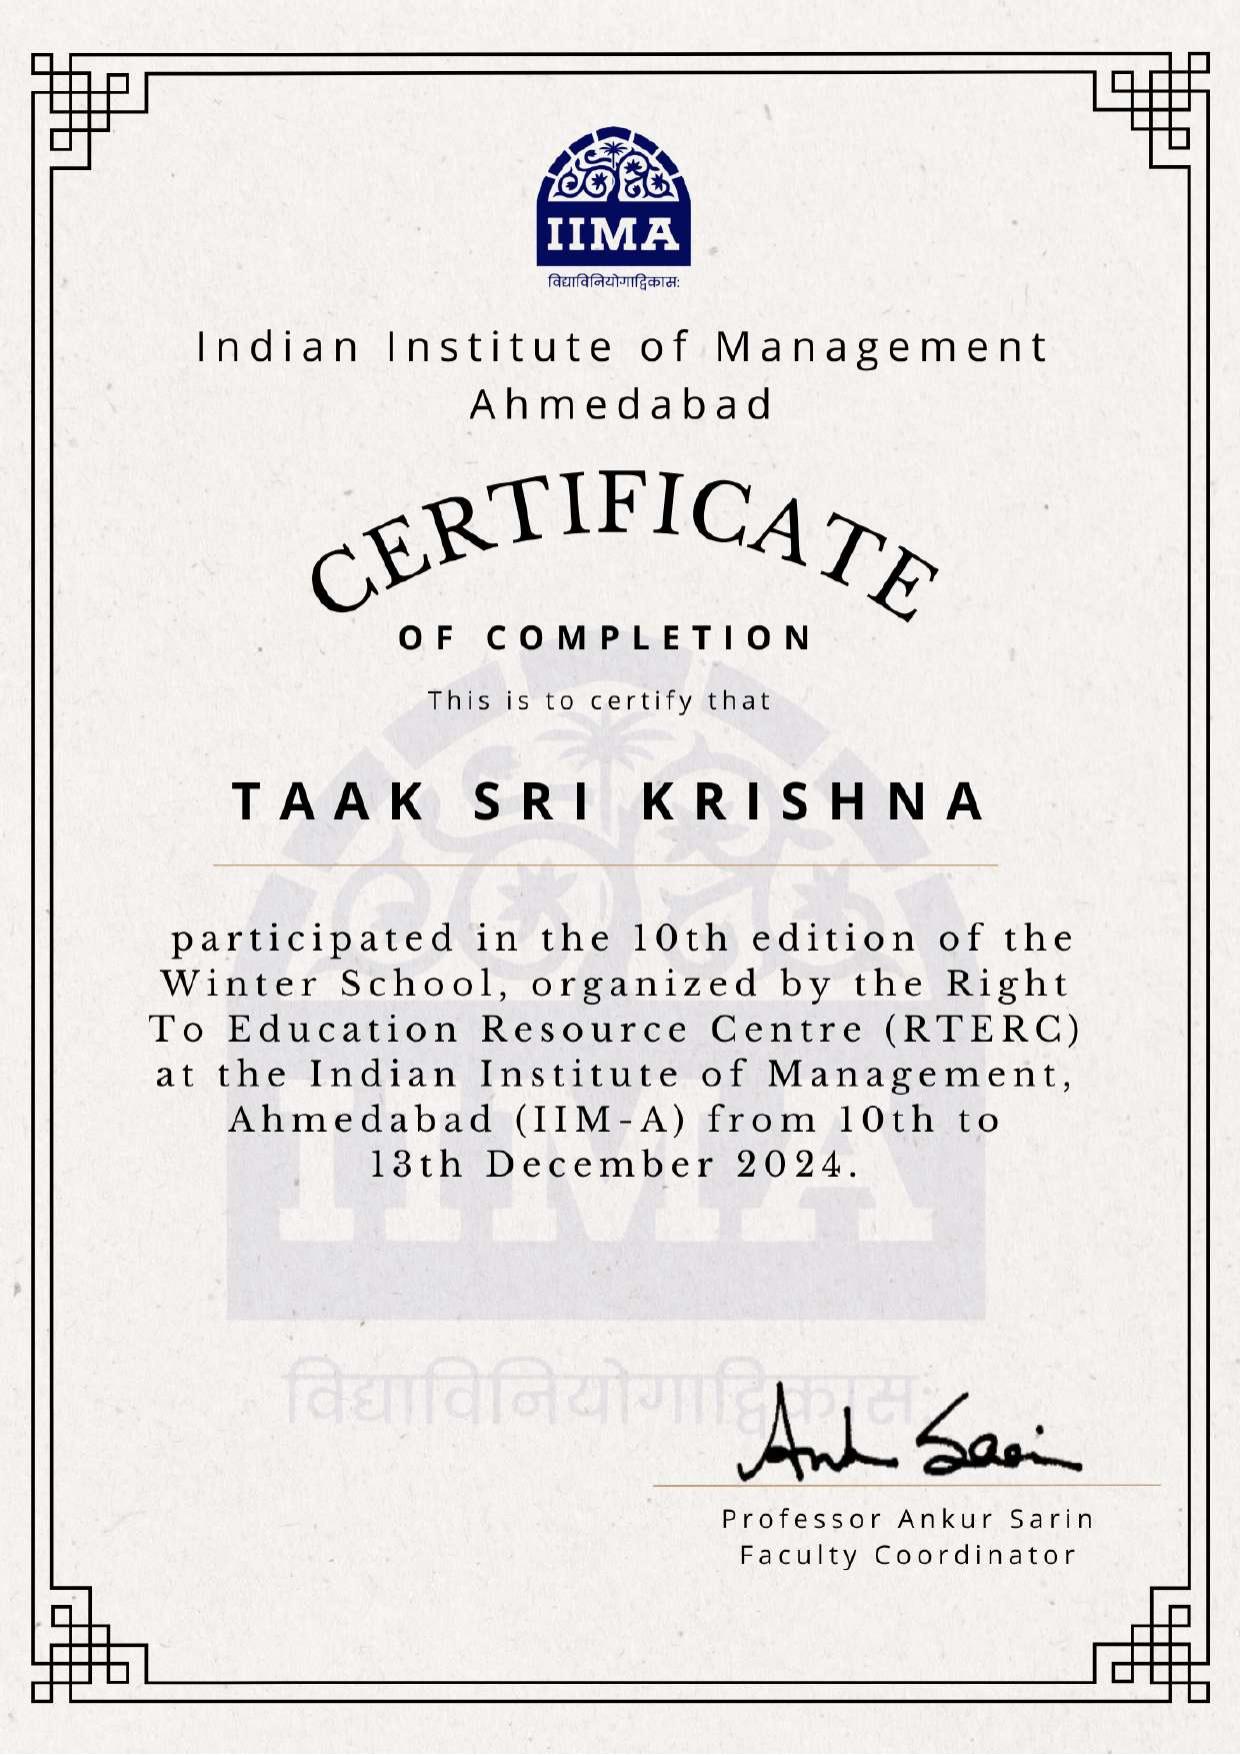 IIMA
विद्याविनियोगाद्विकासः
Indian Institute of Management
Ahmedabad
CERTIFICATE
OF COMPLETION
This is to certify that
TAAK SRI KRISHNA
participated in the 10th edition of the
Winter School, organized by the Right
To Education Resource Centre (RTERC)
at the Indian Institute of Management,
Ahmedabad (IIM-A) from 10th to
13th December 2024.
IIMA
विद्याविनियोगाद्विकासः
Professor Ankur Sarin
Faculty Coordinator